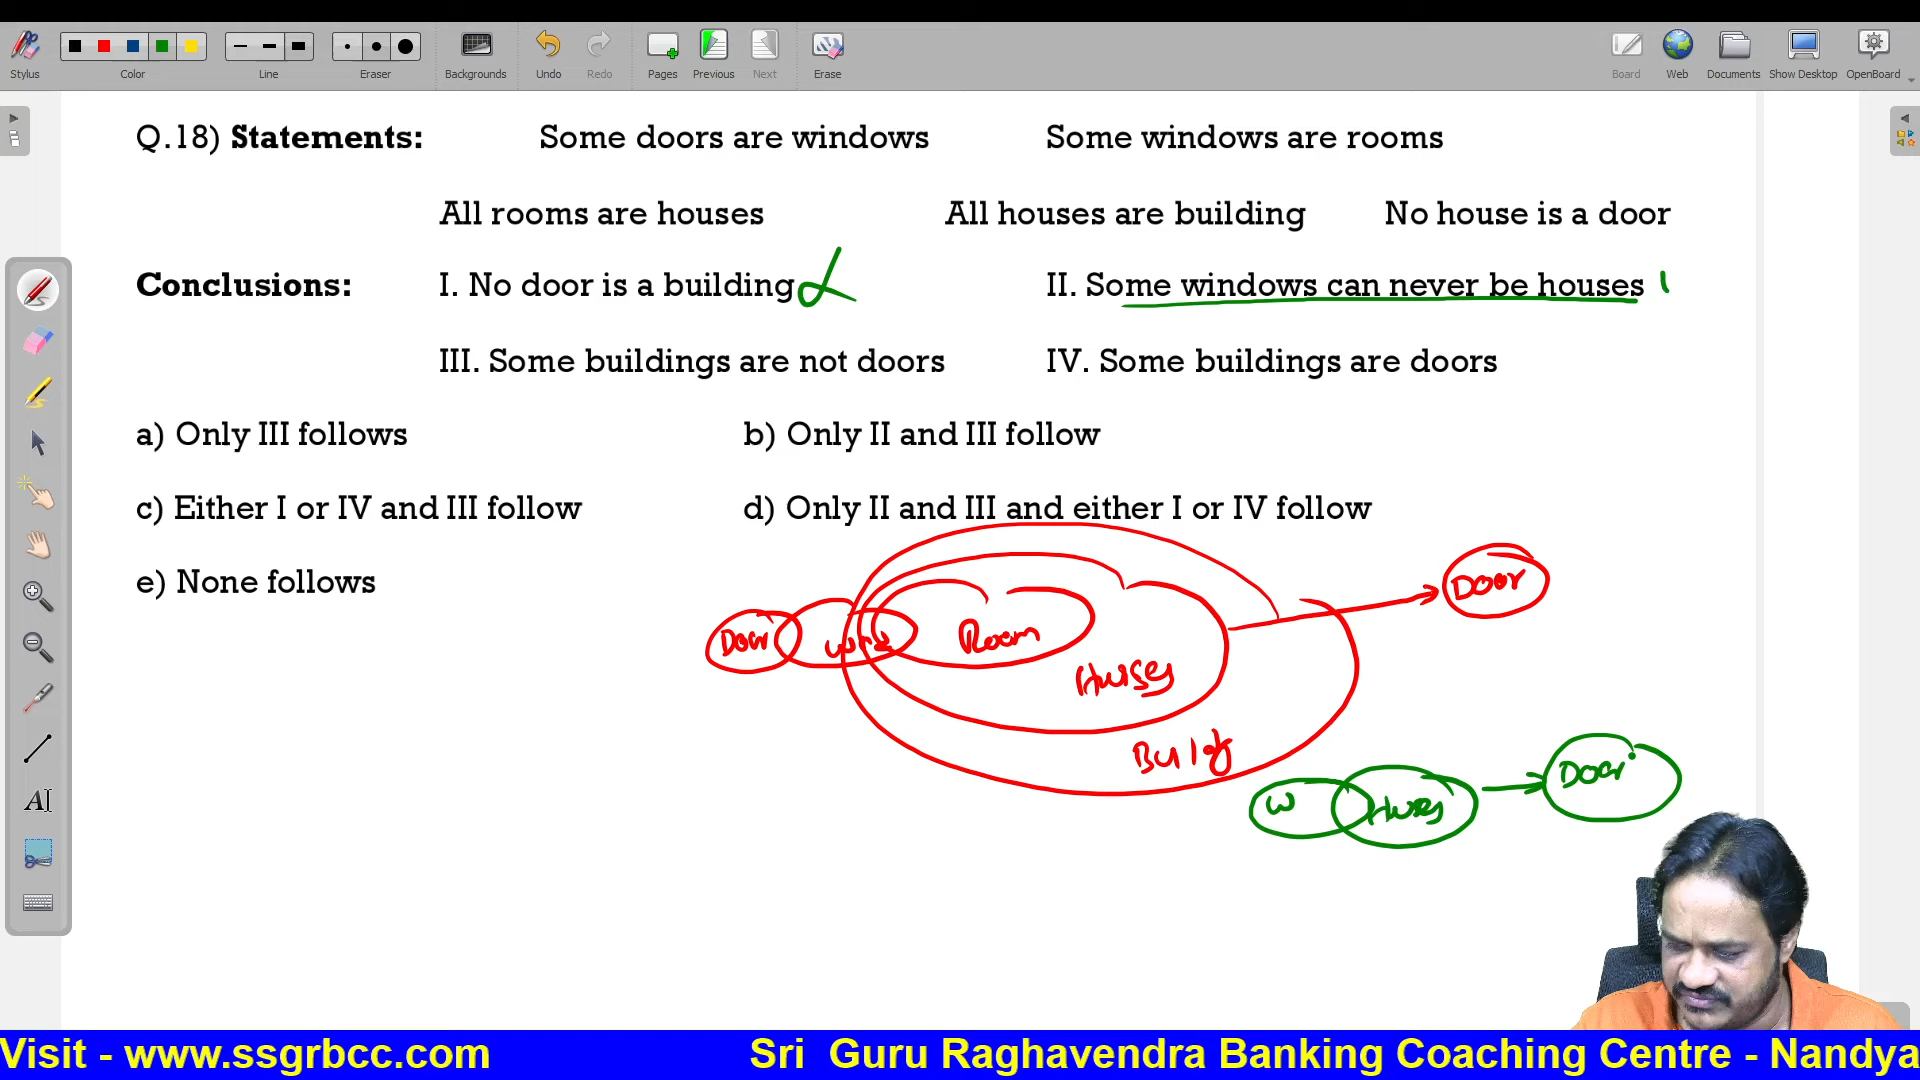 Stylus Color Line Eraser Backgrounds Undo Redo Pages Previous Next Erase Board Web Documents Show Desktop OpenBoard
Q.18) Statements: Some doors are windows Some windows are rooms
All rooms are houses All houses are building No house is a door
Conclusions: I. No door is a building II. Some windows can never be houses
III. Some buildings are not doors IV. Some buildings are doors
a) Only III follows b) Only II and III follow
c) Either I or IV and III follow d) Only II and III and either I or IV follow
e) None follows
Door
Door Room
Houses
Door
W
Visit - www.ssgrbcc.com Sri Guru Raghavendra Banking Coaching Centre - Nandya